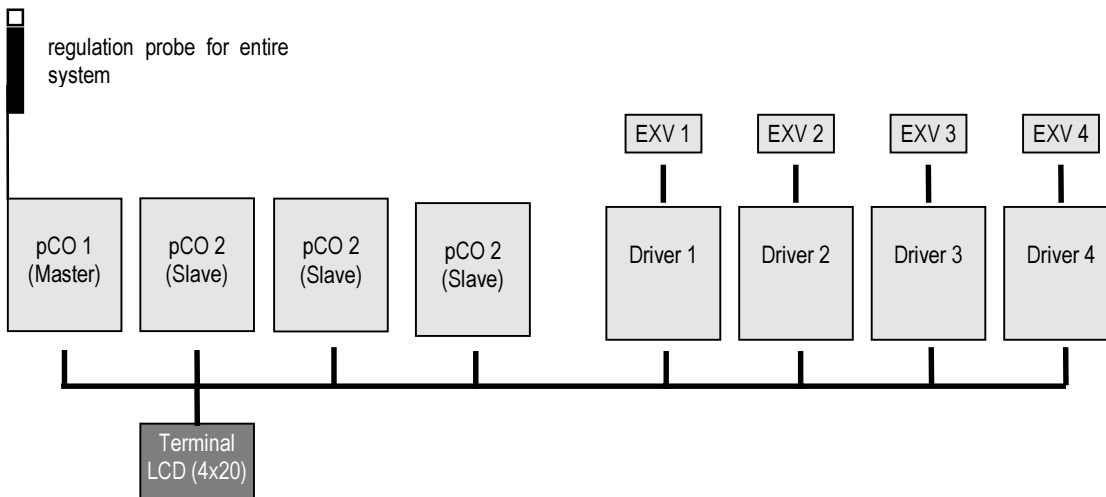 regulation probe for entire
system
EXV 1
EXV 2
EXV 3
EXV 4
pCO 1
(Master)
pCO 2
(Slave)
pCO 2
(Slave)
pCO 2
(Slave)
Driver 1
Driver 2
Driver 3
Driver 4
Terminal
LCD (4x20)